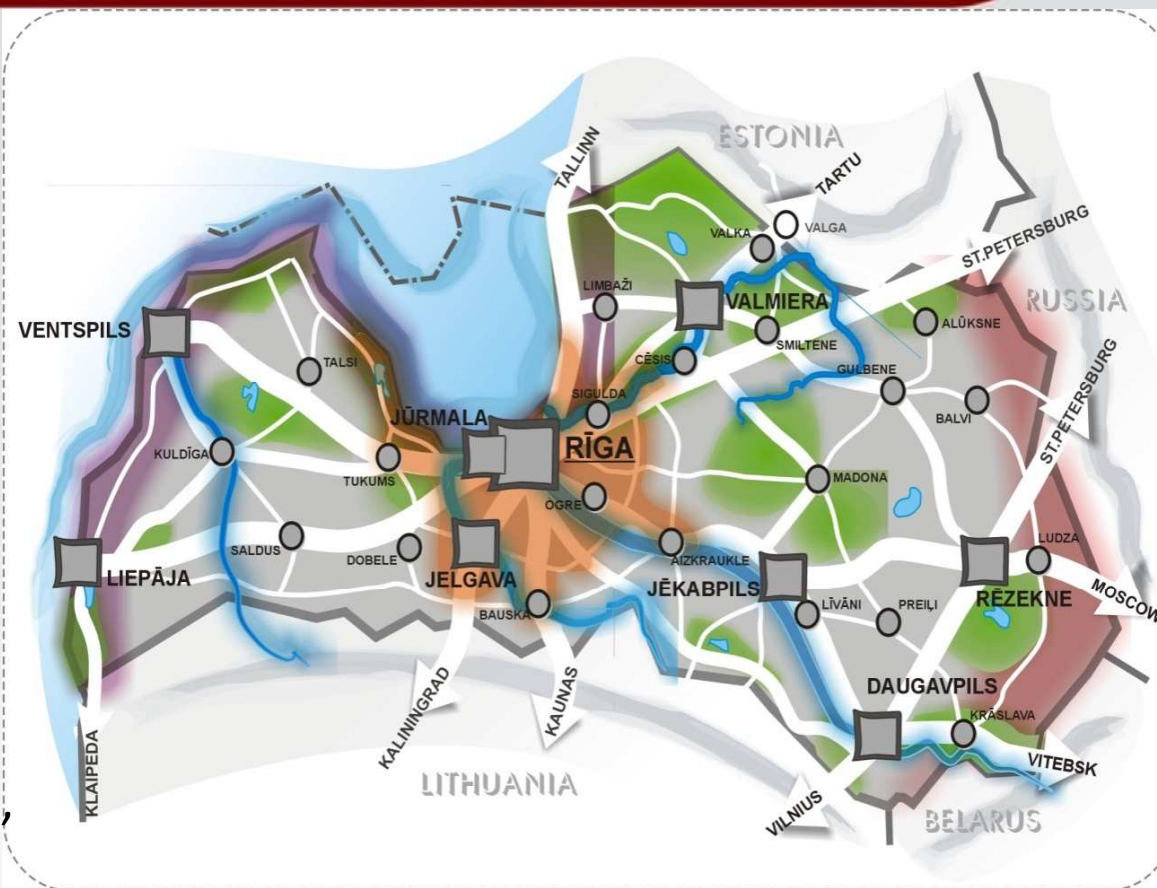 ESTONIA
TALLINN
TARTU
VALKA
VALGA
ST.PETERSBURG
RUSSIA
LIMBAŽI
VALMIERA
VENTSPILS
ALŪKSNE
SMILTENE
TALSI
CĒSIS
GULBENE
ST.PETERSBURG
SIGULDA
BALVI
JŪRMALA
RĪGA
KULDĪGA
TUKUMS
MADONA
OGRE
SALDUS
DOBELE
AIZKRAUKLE
LUDZA
LIEPĀJA
JELGAVA
JĒKABPILS
RĒZEKNE
MOSCOW
BAUSKA
LĪVĀNI
PREIĻI
DAUGAVPILS
KALININGRAD
KAUNAS
KRĀSLAVA
KLAIPEDA
VITEBSK
LITHUANIA
VILNIUS
BELARUS
,